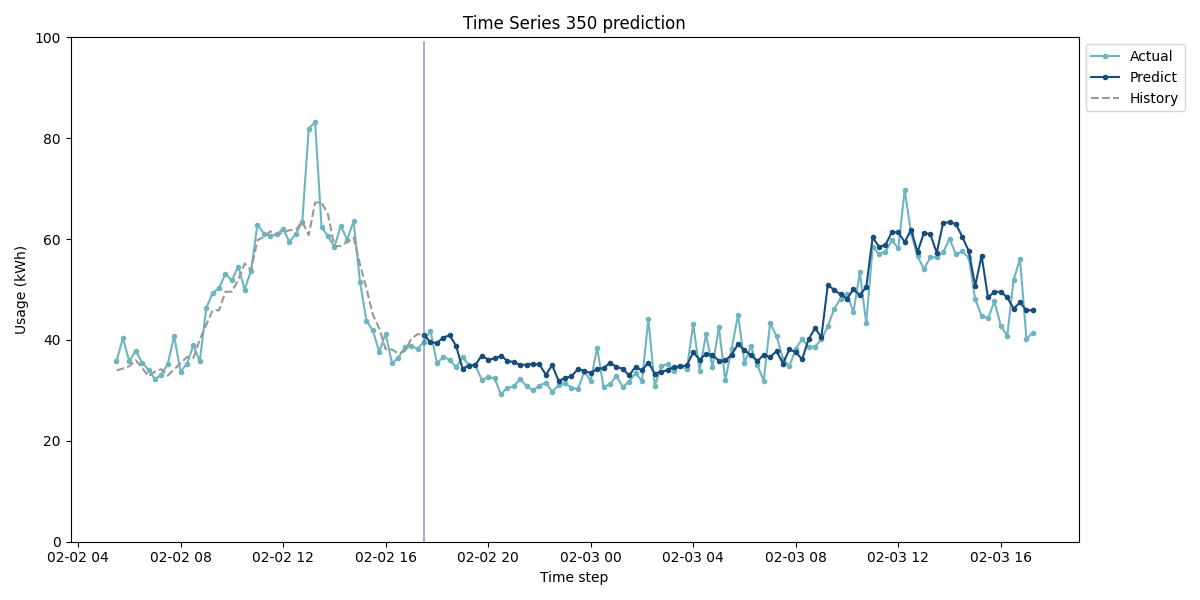 Time Series 350 prediction
Usage (kWh)
100
80
60
40
20
0
02-02 04
02-02 08
02-02 12
02-02 16
02-02 20
02-03 00
02-03 04
02-03 08
02-03 12
02-03 16
Time step
Actual
Predict
History